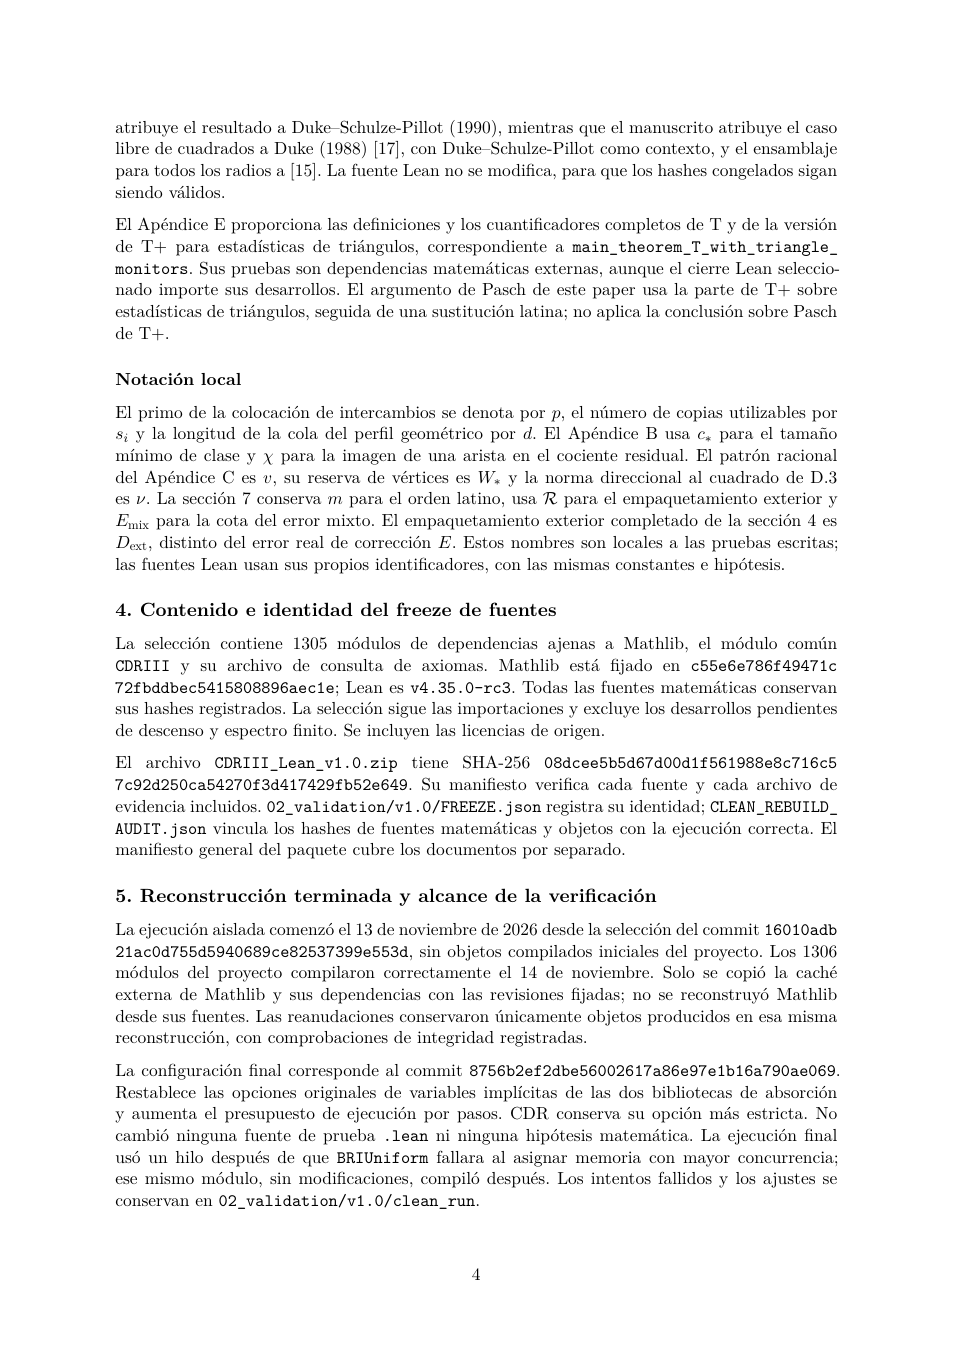 atribuye el resultado a Duke–Schulze-Pillot (1990), mientras que el manuscrito atribuye el caso
libre de cuadrados a Duke (1988) [17], con Duke–Schulze-Pillot como contexto, y el ensamblaje
para todos los radios a [15]. La fuente Lean no se modifica, para que los hashes congelados sigan
siendo válidos.
El Apéndice E proporciona las definiciones y los cuantificadores completos de T y de la versión
de T+ para estadísticas de triángulos, correspondiente a main_theorem_T_with_triangle_
monitors. Sus pruebas son dependencias matemáticas externas, aunque el cierre Lean seleccio-
nado importe sus desarrollos. El argumento de Pasch de este paper usa la parte de T+ sobre
estadísticas de triángulos, seguida de una sustitución latina; no aplica la conclusión sobre Pasch
de T+.
Notación local
El primo de la colocación de intercambios se denota por p, el número de copias utilizables por
s_i y la longitud de la cola del perfil geométrico por d. El Apéndice B usa c_* para el tamaño
mínimo de clase y χ para la imagen de una arista en el cociente residual. El patrón racional
del Apéndice C es v, su reserva de vértices es W_* y la norma direccional al cuadrado de D.3
es ν. La sección 7 conserva m para el orden latino, usa ℛ para el empaquetamiento exterior y
E_mix para la cota del error mixto. El empaquetamiento exterior completado de la sección 4 es
D_ext, distinto del error real de corrección E. Estos nombres son locales a las pruebas escritas;
las fuentes Lean usan sus propios identificadores, con las mismas constantes e hipótesis.
4. Contenido e identidad del freeze de fuentes
La selección contiene 1305 módulos de dependencias ajenas a Mathlib, el módulo común
CDRIII y su archivo de consulta de axiomas. Mathlib está fijado en c55e6e786f49471c
72fbddbec5415808896aec1e; Lean es v4.35.0-rc3. Todas las fuentes matemáticas conservan
sus hashes registrados. La selección sigue las importaciones y excluye los desarrollos pendientes
de descenso y espectro finito. Se incluyen las licencias de origen.
El archivo CDRIII_Lean_v1.0.zip tiene SHA-256 08dcee5b5d67d00d1f561988e8c716c5
7c92d250ca54270f3d417429fb52e649. Su manifiesto verifica cada fuente y cada archivo de
evidencia incluidos. 02_validation/v1.0/FREEZE.json registra su identidad; CLEAN_REBUILD_
AUDIT.json vincula los hashes de fuentes matemáticas y objetos con la ejecución correcta. El
manifiesto general del paquete cubre los documentos por separado.
5. Reconstrucción terminada y alcance de la verificación
La ejecución aislada comenzó el 13 de noviembre de 2026 desde la selección del commit 16010adb
21ac0d755d5940689ce82537399e553d, sin objetos compilados iniciales del proyecto. Los 1306
módulos del proyecto compilaron correctamente el 14 de noviembre. Solo se copió la caché
externa de Mathlib y sus dependencias con las revisiones fijadas; no se reconstruyó Mathlib
desde sus fuentes. Las reanudaciones conservaron únicamente objetos producidos en esa misma
reconstrucción, con comprobaciones de integridad registradas.
La configuración final corresponde al commit 8756b2ef2dbe56002617a86e97e1b16a790ae069.
Restablece las opciones originales de variables implícitas de las dos bibliotecas de absorción
y aumenta el presupuesto de ejecución por pasos. CDR conserva su opción más estricta. No
cambió ninguna fuente de prueba .lean ni ninguna hipótesis matemática. La ejecución final
usó un hilo después de que BRIUniform fallara al asignar memoria con mayor concurrencia;
ese mismo módulo, sin modificaciones, compiló después. Los intentos fallidos y los ajustes se
conservan en 02_validation/v1.0/clean_run.
4